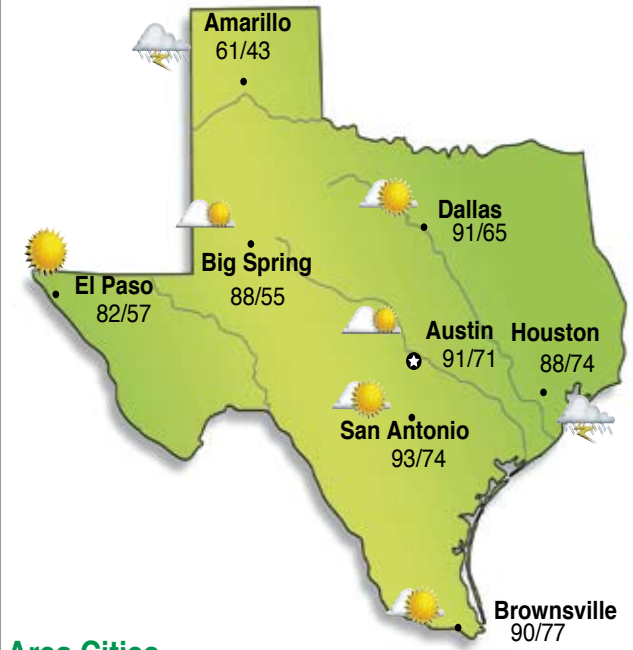 Amarillo
61/43
Dallas
91/65
Big Spring
88/55
El Paso
82/57
Austin
91/71
Houston
88/74
San Antonio
93/74
Brownsville
90/77
Area Cities